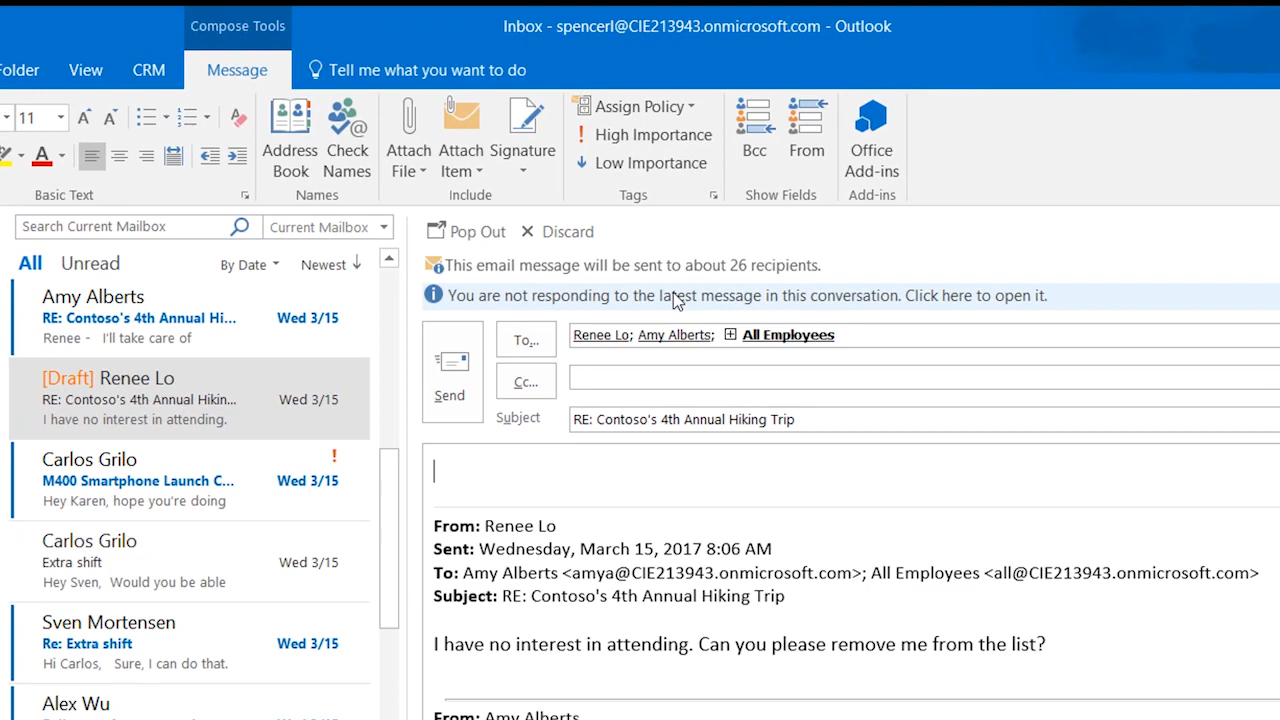 Compose Tools
Inbox - spencerl@CIE213943.onmicrosoft.com - Outlook
Folder View CRM Message Tell me what you want to do
11
A
Address Book
Check Names
Attach File
Attach Item
Signature
Assign Policy
High Importance
Low Importance
Bcc
From
Office Add-ins
Basic Text
Names
Include
Tags
Show Fields
Add-ins
Search Current Mailbox
Current Mailbox
All Unread
By Date Newest
Amy Alberts
RE: Contoso's 4th Annual Hi... Wed 3/15
Renee - I'll take care of
[Draft] Renee Lo
RE: Contoso's 4th Annual Hikin... Wed 3/15
I have no interest in attending.
Carlos Grilo !
M400 Smartphone Launch C... Wed 3/15
Hey Karen, hope you're doing
Carlos Grilo
Extra shift Wed 3/15
Hey Sven, Would you be able
Sven Mortensen
Re: Extra shift Wed 3/15
Hi Carlos, Sure, I can do that.
Alex Wu
Pop Out Discard
This email message will be sent to about 26 recipients.
You are not responding to the latest message in this conversation. Click here to open it.
Send
To... Renee Lo; Amy Alberts; All Employees
Cc...
Subject RE: Contoso's 4th Annual Hiking Trip
From: Renee Lo
Sent: Wednesday, March 15, 2017 8:06 AM
To: Amy Alberts <amya@CIE213943.onmicrosoft.com>; All Employees <all@CIE213943.onmicrosoft.com>
Subject: RE: Contoso's 4th Annual Hiking Trip
I have no interest in attending. Can you please remove me from the list?
From: Amy Alberts